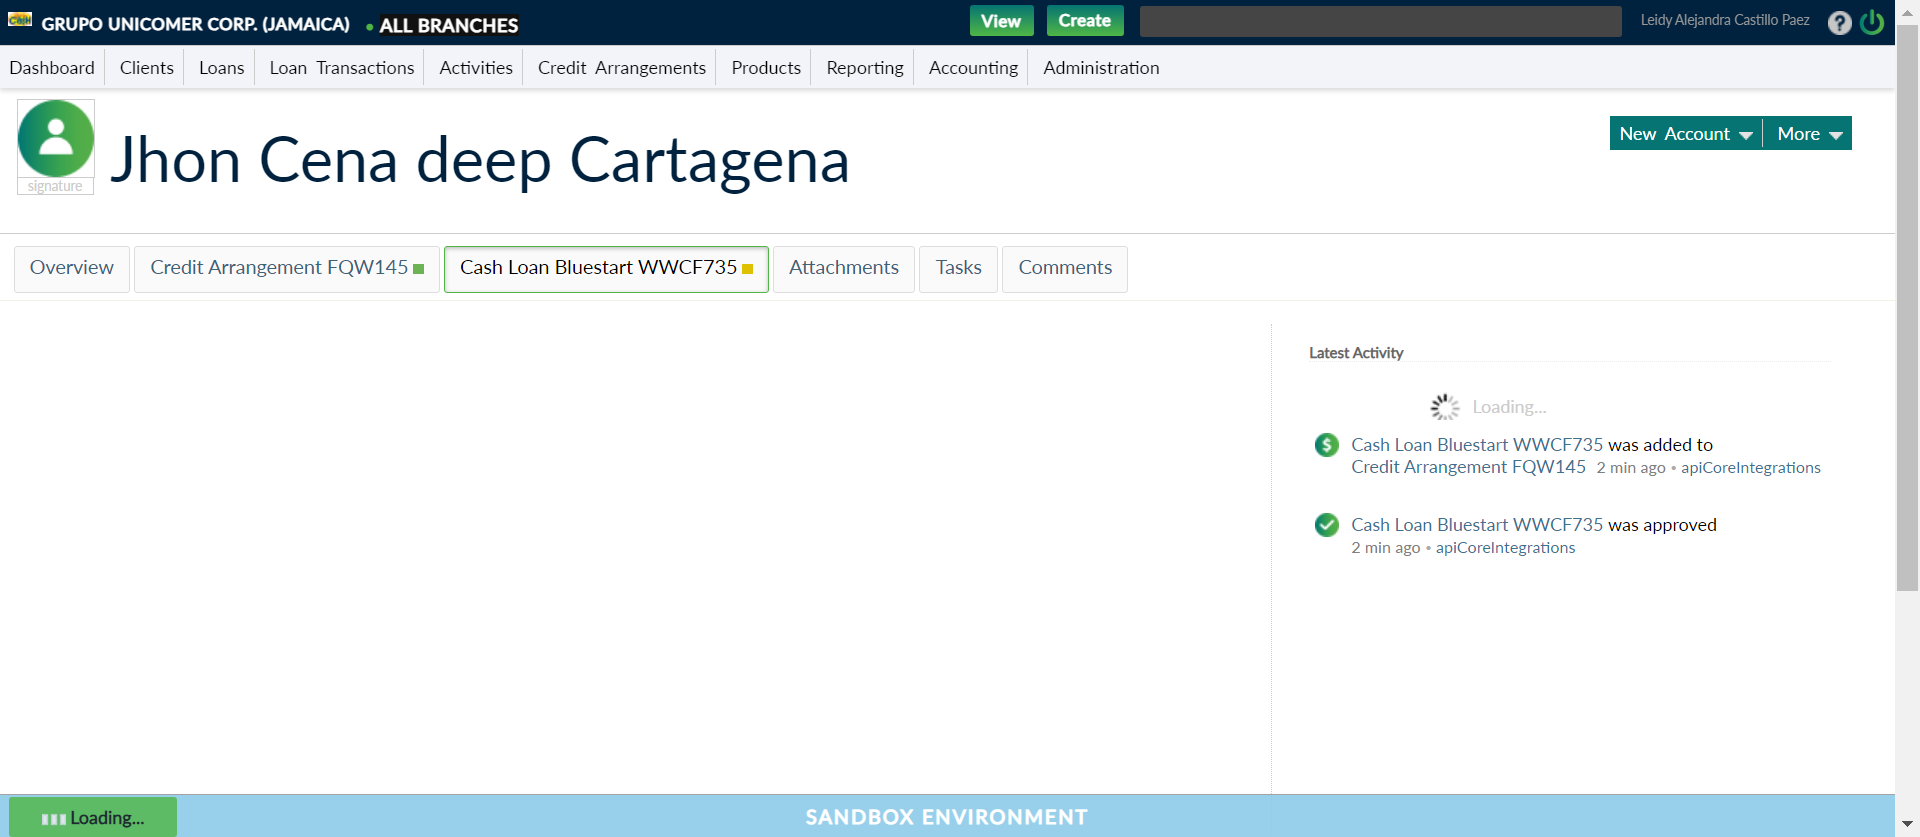 Cash
GRUPO UNICOMER CORP. (JAMAICA) • ALL BRANCHES
View
Create
Leidy Alejandra Castillo Paez
?
Dashboard Clients Loans Loan Transactions Activities Credit Arrangements Products Reporting Accounting Administration
signature
Jhon Cena deep Cartagena
New Account
More
Overview
Credit Arrangement FQW145
Cash Loan Bluestart WWCF735
Attachments
Tasks
Comments
Latest Activity
Loading...
$
Cash Loan Bluestart WWCF735 was added to
Credit Arrangement FQW145 2 min ago • apiCoreIntegrations
Cash Loan Bluestart WWCF735 was approved
2 min ago • apiCoreIntegrations
Loading...
SANDBOX ENVIRONMENT